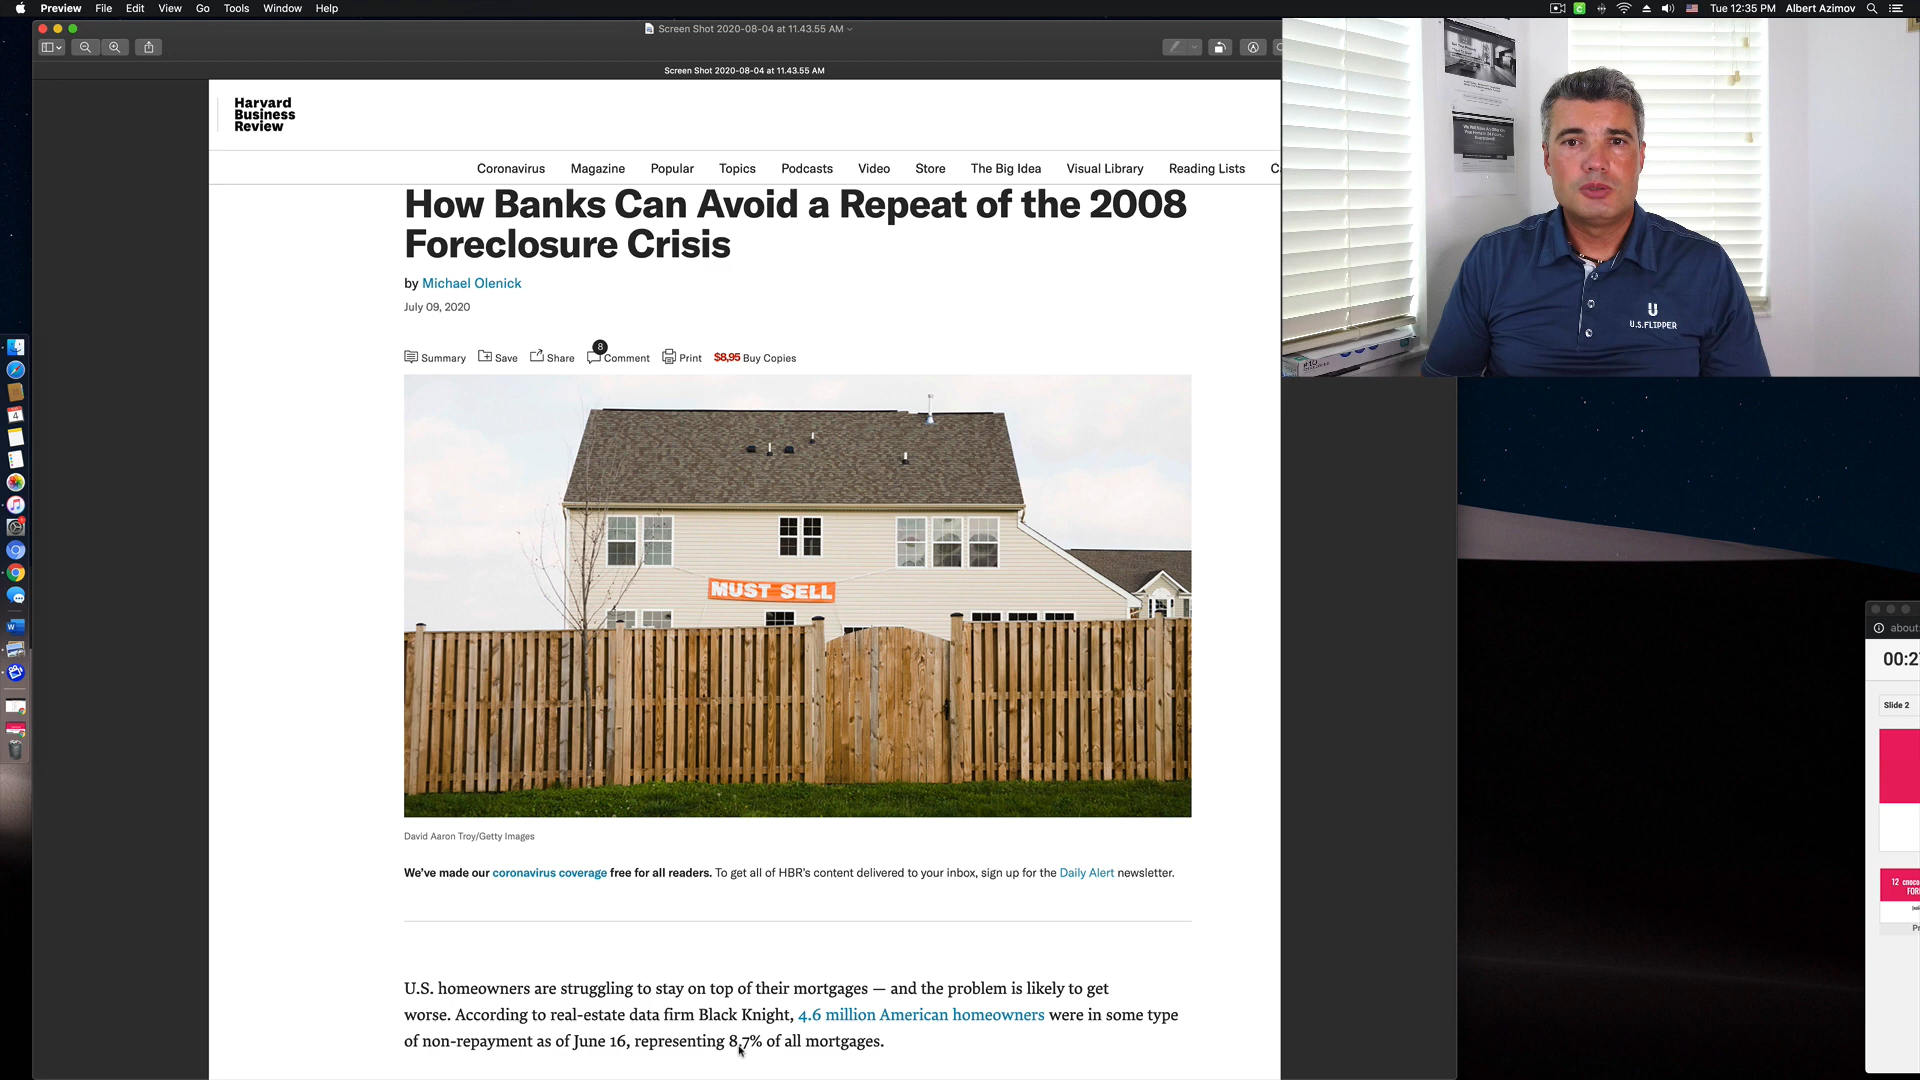 Preview File Edit View Go Tools Window Help
Tue 12:35 PM Albert Azimov
Screen Shot 2020-08-04 at 11.43.55 AM
Screen Shot 2020-08-04 at 11.43.55 AM
Harvard
Business
Review
Coronavirus Magazine Popular Topics Podcasts Video Store The Big Idea Visual Library Reading Lists
How Banks Can Avoid a Repeat of the 2008
Foreclosure Crisis
by Michael Olenick
July 09, 2020
8
Summary Save Share Comment Print $8,95 Buy Copies
MUST SELL
David Aaron Troy/Getty Images
We've made our coronavirus coverage free for all readers. To get all of HBR's content delivered to your inbox, sign up for the Daily Alert newsletter.
U.S. homeowners are struggling to stay on top of their mortgages — and the problem is likely to get
worse. According to real-estate data firm Black Knight, 4.6 million American homeowners were in some type
of non-repayment as of June 16, representing 8.7% of all mortgages.
U
U.S.FLIPPER
about:
00:2
Slide 2
12
4
W